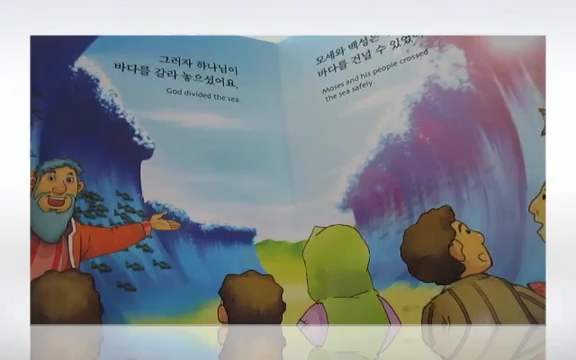 그러자 하나님이
바다를 갈라 놓으셨어요.
God divided the sea.
모세와 백성은
바다를 건널 수 있었어
Moses and his people crossed
the sea safely.